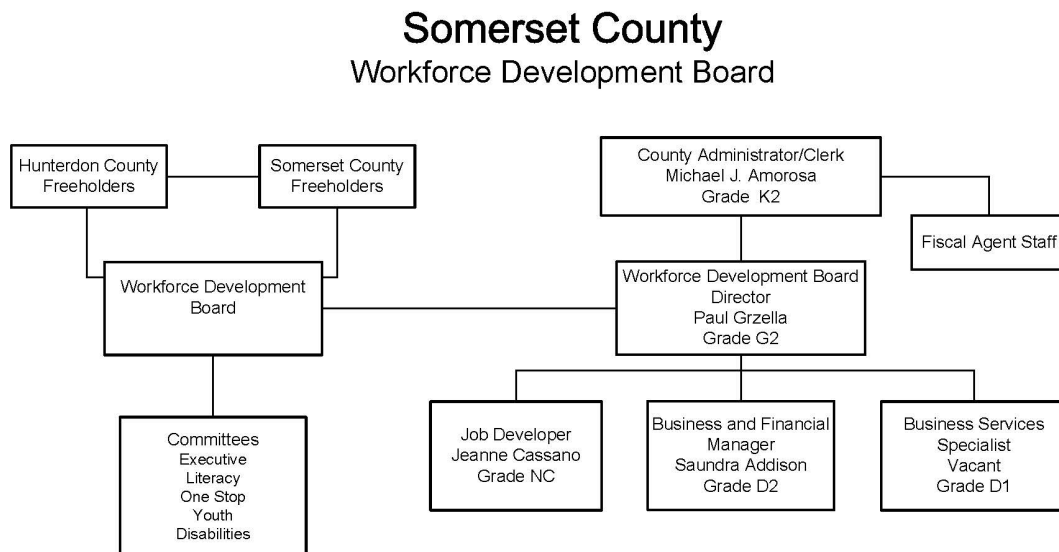 Somerset County
Workforce Development Board
Hunterdon County
Freeholders
Somerset County
Freeholders
County Administrator/Clerk
Michael J. Amorosa
Grade K2
Fiscal Agent Staff
Workforce Development
Board
Workforce Development Board
Director
Paul Grzella
Grade G2
Committees
Executive
Literacy
One Stop
Youth
Disabilities
Job Developer
Jeanne Cassano
Grade NC
Business and Financial
Manager
Saundra Addison
Grade D2
Business Services
Specialist
Vacant
Grade D1